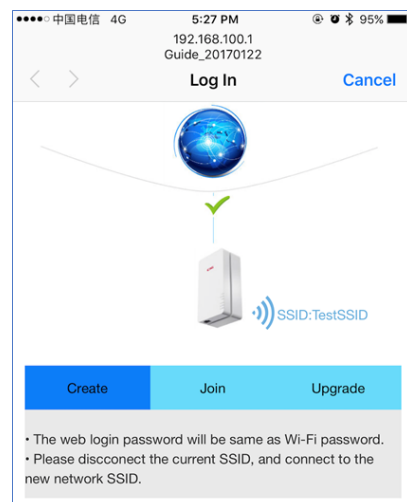 中国电信 4G 5:27 PM 95%
192.168.100.1
Guide_20170122
Log In Cancel
SSID:TestSSID
Create Join Upgrade
• The web login password will be same as Wi-Fi password.
• Please discconect the current SSID, and connect to the
new network SSID.